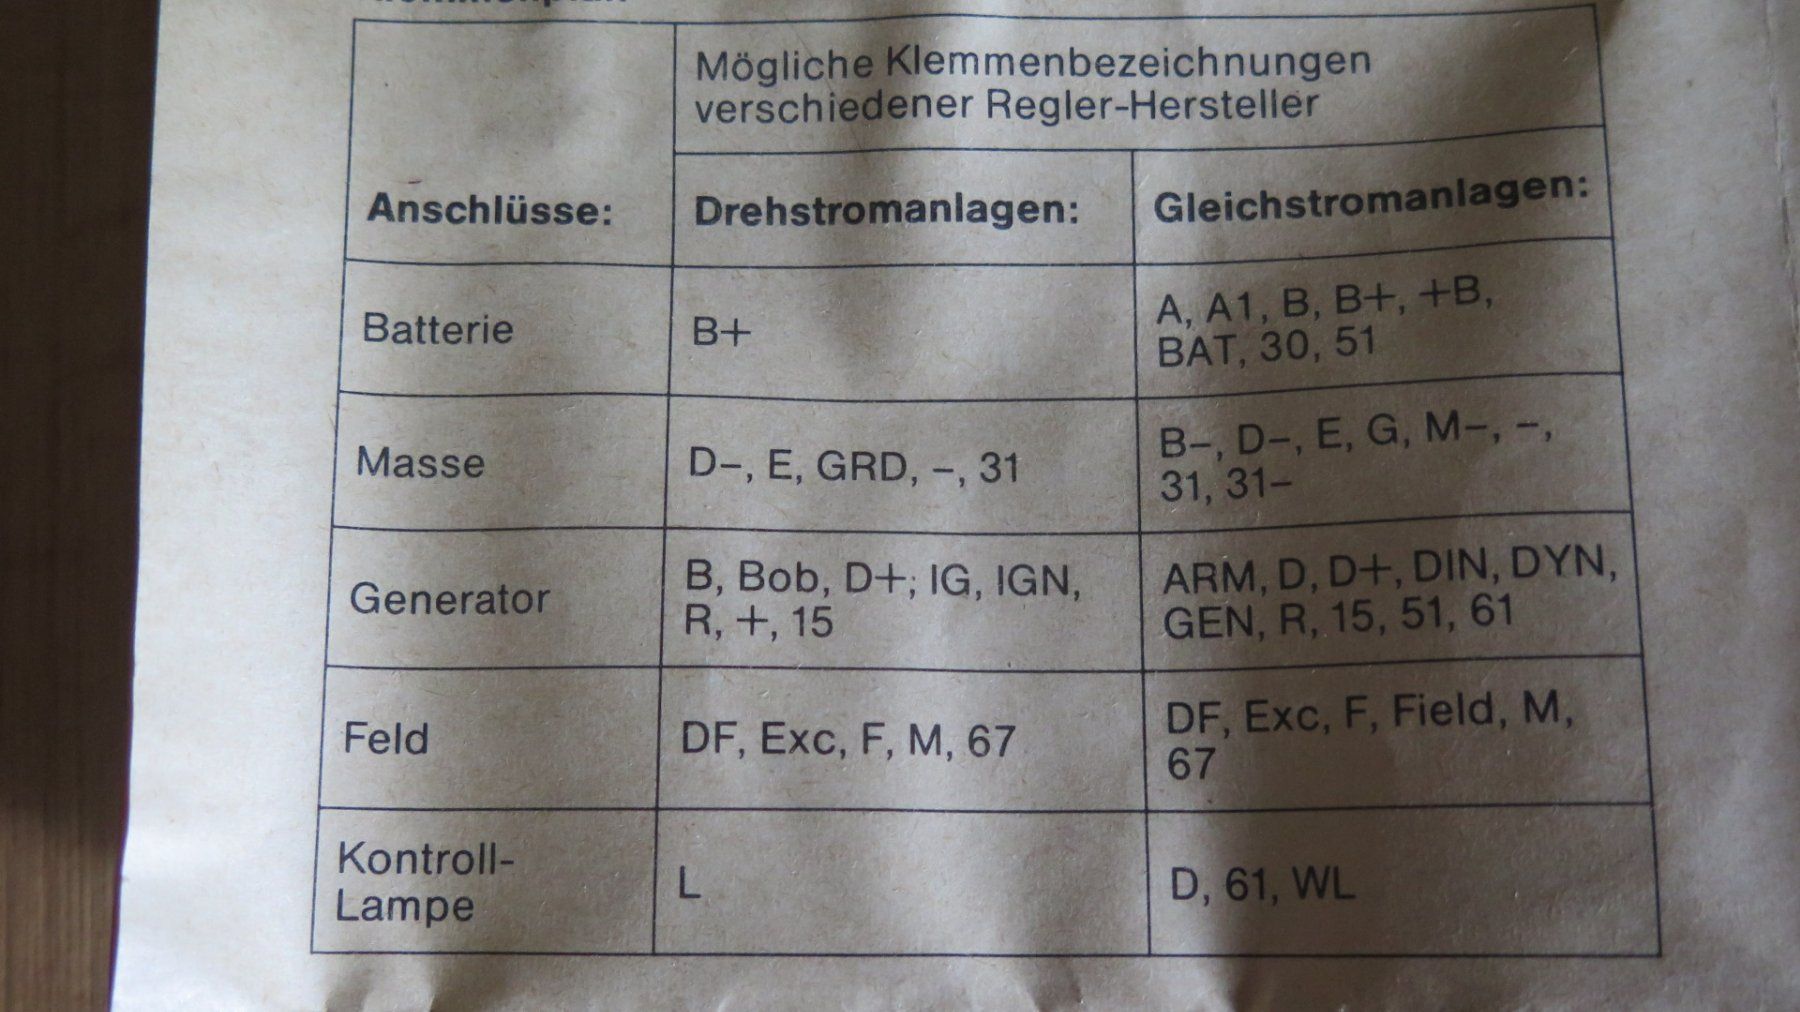 Mögliche Klemmenbezeichnungen
verschiedener Regler-Hersteller
Anschlüsse:
Drehstromanlagen:
Gleichstromanlagen:
Batterie
B+
A, A1, B, B+, +B,
BAT, 30, 51
Masse
D–, E, GRD, –, 31
B–, D–, E, G, M–, –,
31, 31–
Generator
B, Bob, D+; IG, IGN,
R, +, 15
ARM, D, D+, DIN, DYN,
GEN, R, 15, 51, 61
Feld
DF, Exc, F, M, 67
DF, Exc, F, Field, M,
67
Kontroll-
Lampe
L
D, 61, WL